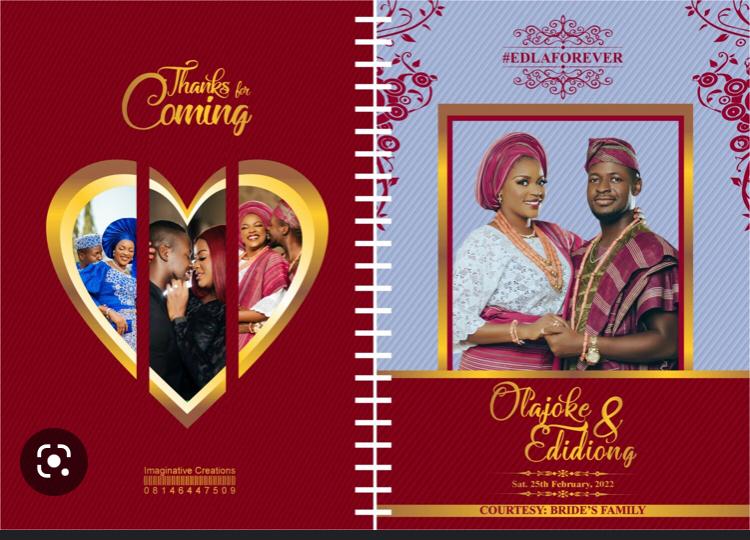 Thanks for
Coming
Imaginative Creations
08146447509
#EDLAFOREVER
Olajoke &
Edidiong
Sat. 25th February, 2022
COURTESY: BRIDE'S FAMILY